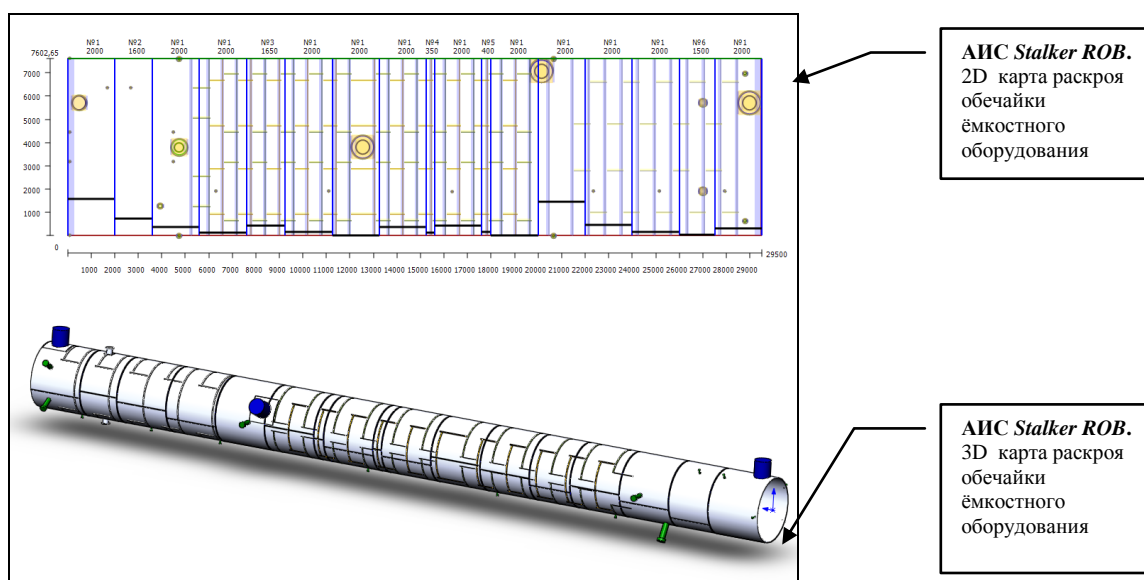 №1 №2 №1 №1 №3 №1 №1 №1 №4 №1 №5 №1 №1 №1 №1 №6 №1
2000 1600 2000 2000 1650 2000 2000 2000 350 2000 400 2000 2000 2000 2000 1500 2000
7602,65
7000
6000
5000
4000
3000
2000
1000
0
29500
1000 2000 3000 4000 5000 6000 7000 8000 9000 10000 11000 12000 13000 14000 15000 16000 17000 18000 19000 20000 21000 22000 23000 24000 25000 26000 27000 28000 29000
АИС Stalker ROB.
2D карта раскроя
обечайки
ёмкостного
оборудования
АИС Stalker ROB.
3D карта раскроя
обечайки
ёмкостного
оборудования